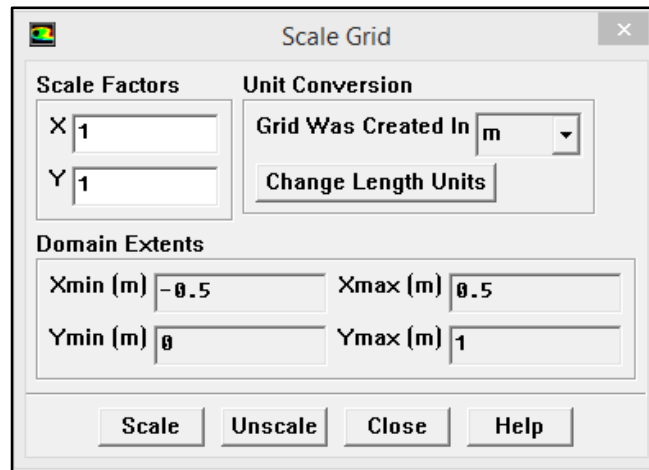 Scale Grid
Scale Factors
X 1
Y 1
Unit Conversion
Grid Was Created In m
Change Length Units
Domain Extents
Xmin (m) -0.5 Xmax (m) 0.5
Ymin (m) 0 Ymax (m) 1
Scale Unscale Close Help